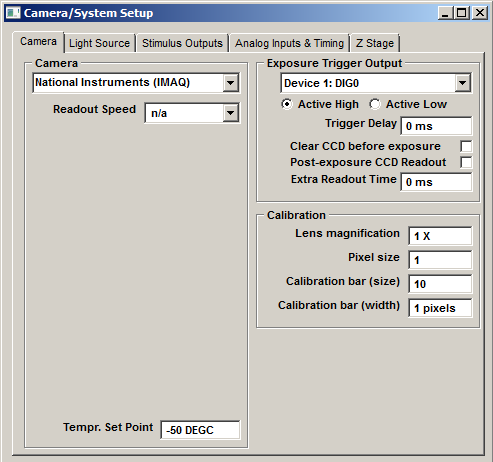 Camera/System Setup
Camera
Light Source
Stimulus Outputs
Analog Inputs & Timing
Z Stage
Camera
National Instruments (IMAQ)
Readout Speed n/a
Tempr. Set Point -50 DEGC
Exposure Trigger Output
Device 1: DIG0
Active High Active Low
Trigger Delay 0 ms
Clear CCD before exposure
Post-exposure CCD Readout
Extra Readout Time 0 ms
Calibration
Lens magnification 1 X
Pixel size 1
Calibration bar (size) 10
Calibration bar (width) 1 pixels